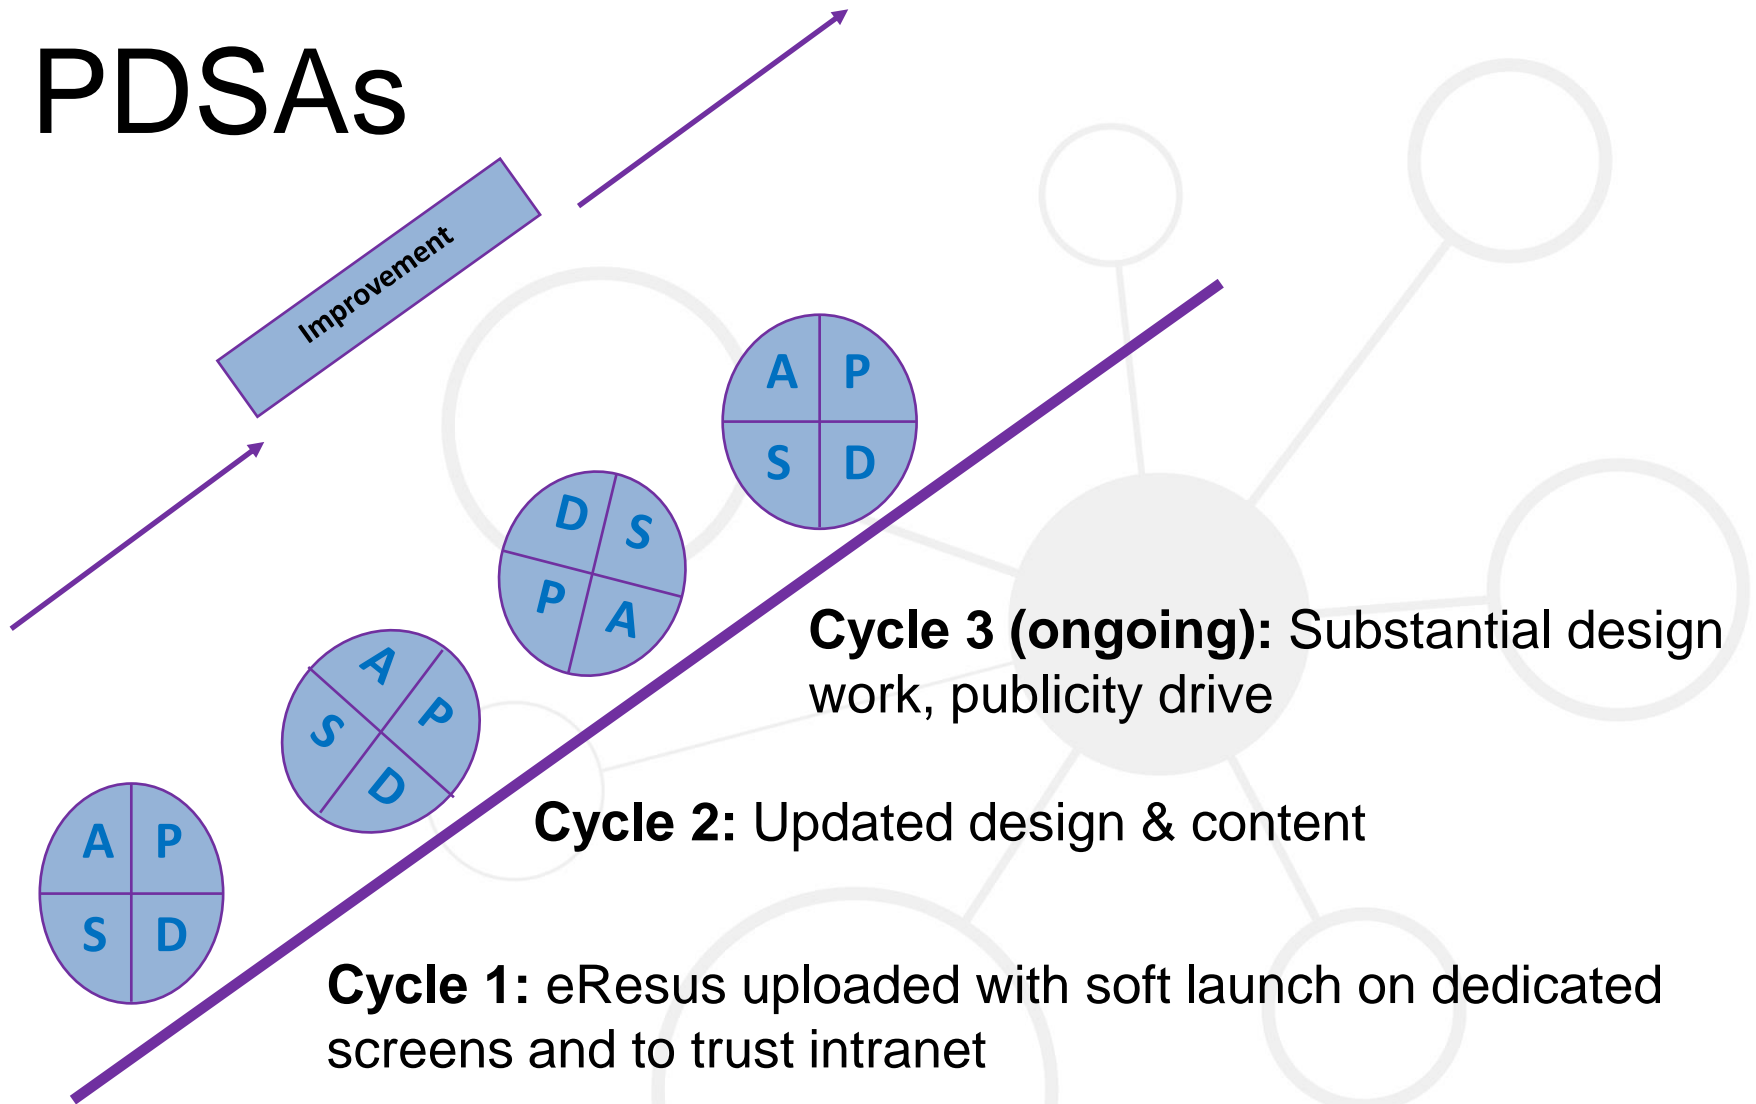 PDSAs
Improvement
A P
S D
D S
P A
A
P
S
D
A P
S D
Cycle 3 (ongoing): Substantial design
work, publicity drive
Cycle 2: Updated design & content
Cycle 1: eResus uploaded with soft launch on dedicated
screens and to trust intranet